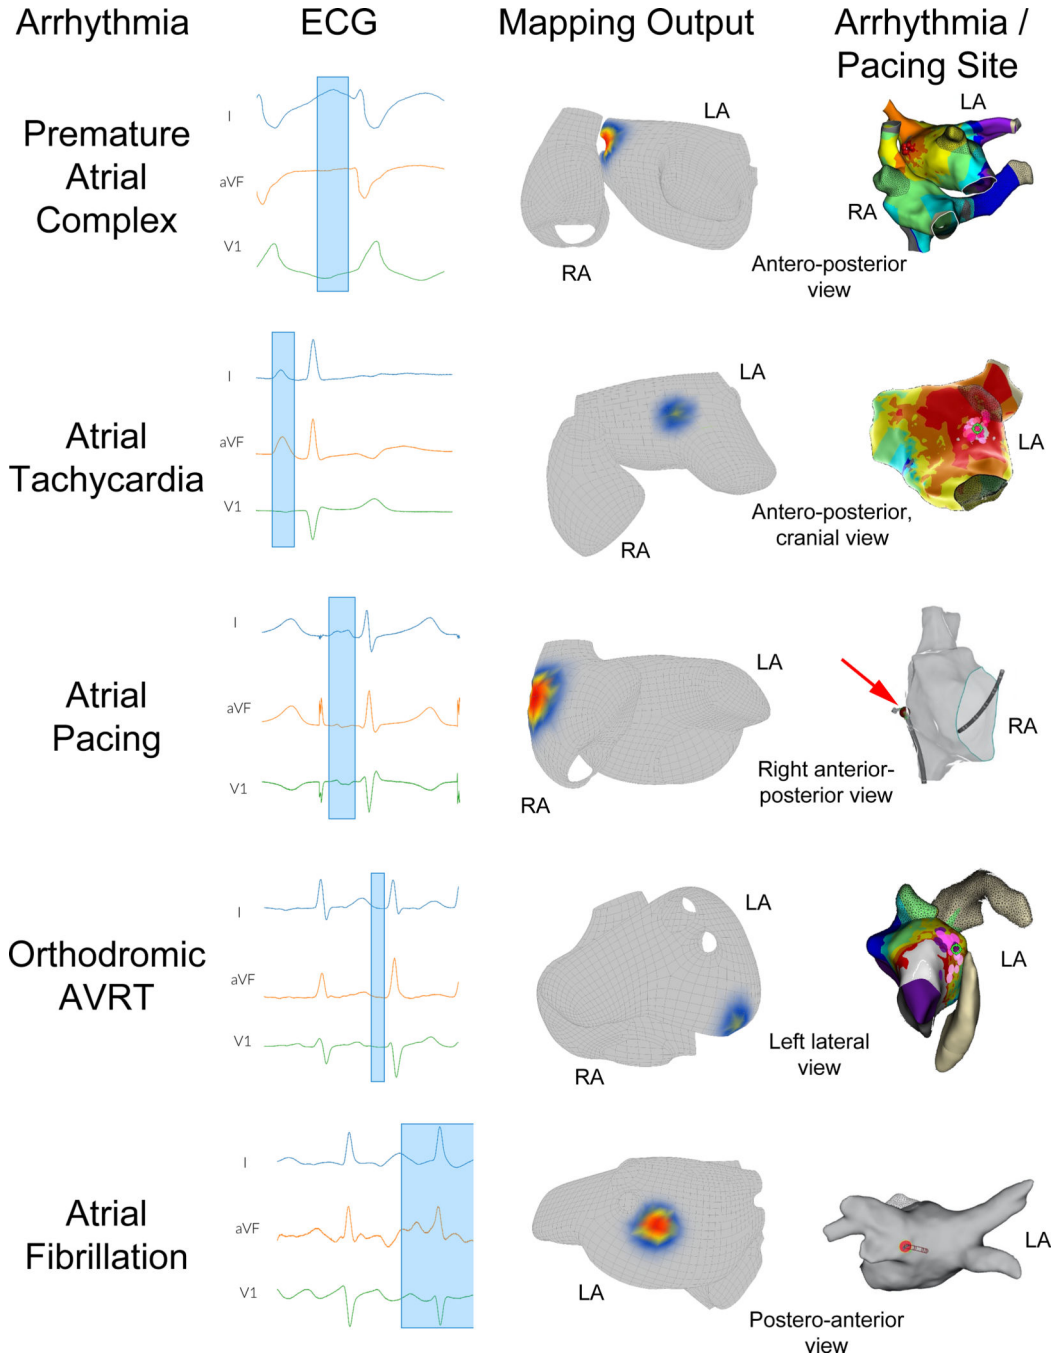 Arrhythmia
ECG
Mapping Output
Arrhythmia /
Pacing Site
Premature
Atrial
Complex
I
aVF
V1
LA
RA
LA
RA
Antero-posterior
view
Atrial
Tachycardia
I
aVF
V1
LA
RA
LA
Antero-posterior,
cranial view
Atrial
Pacing
I
aVF
V1
LA
RA
RA
Right anterior-
posterior view
Orthodromic
AVRT
I
aVF
V1
LA
RA
LA
Left lateral
view
Atrial
Fibrillation
I
aVF
V1
LA
LA
Postero-anterior
view